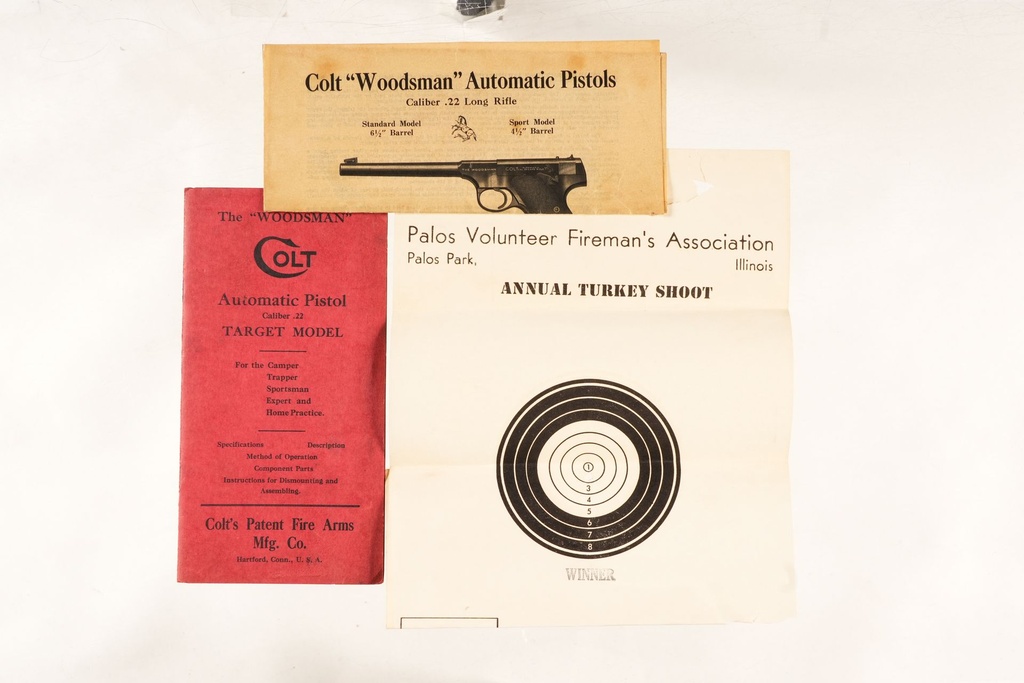 Colt "Woodsman" Automatic Pistols
Caliber .22 Long Rifle
Standard Model
6½" Barrel
Sport Model
4½" Barrel
The "WOODSMAN"
COLT
Automatic Pistol
Caliber .22
TARGET MODEL
For the Camper
Trapper
Sportsman
Expert and
Home Practice.
Specifications Description
Method of Operation
Component Parts
Instructions for Dismounting and
Assembling.
Colt's Patent Fire Arms
Mfg. Co.
Hartford, Conn., U. S. A.
Palos Volunteer Fireman's Association
Palos Park, Illinois
ANNUAL TURKEY SHOOT
1
3
4
5
6
7
8
WINNER